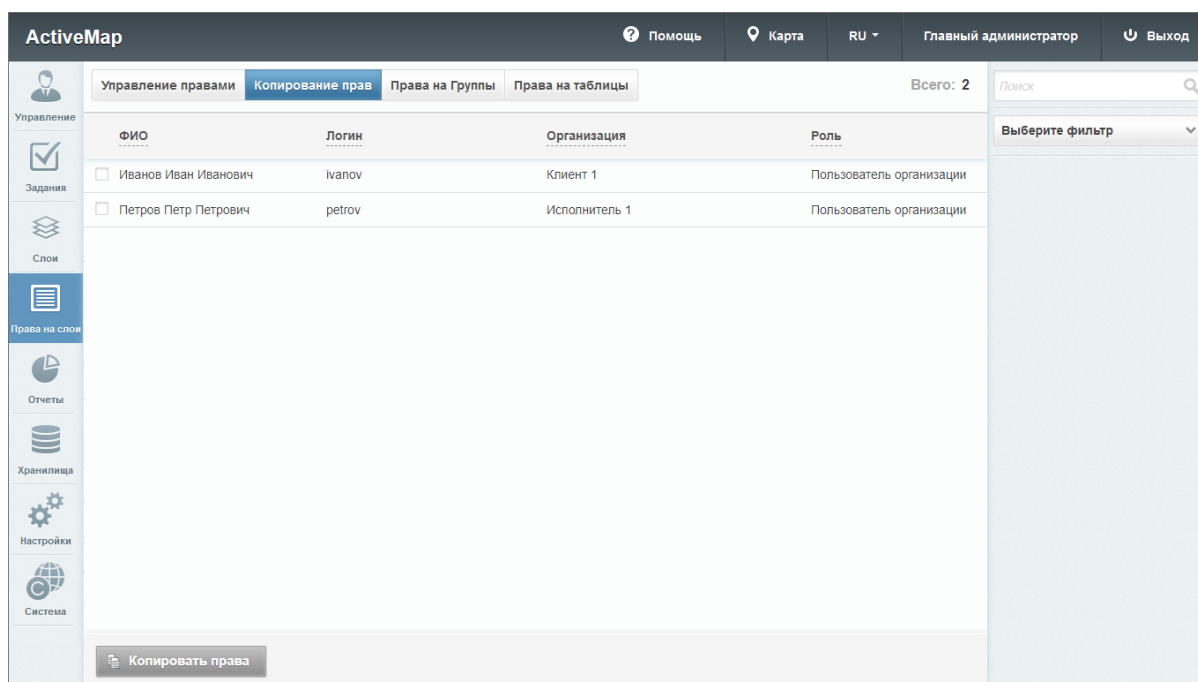 ActiveMap
Помощь
Карта
RU
Главный администратор
Выход
Управление
Задания
Слои
Права на слои
Отчеты
Хранилища
Настройки
Система
Управление правами Копирование прав Права на Группы Права на таблицы
Всего: 2
ФИО Логин Организация Роль
Иванов Иван Иванович ivanov Клиент 1 Пользователь организации
Петров Петр Петрович petrov Исполнитель 1 Пользователь организации
Копировать права
Поиск
Выберите фильтр